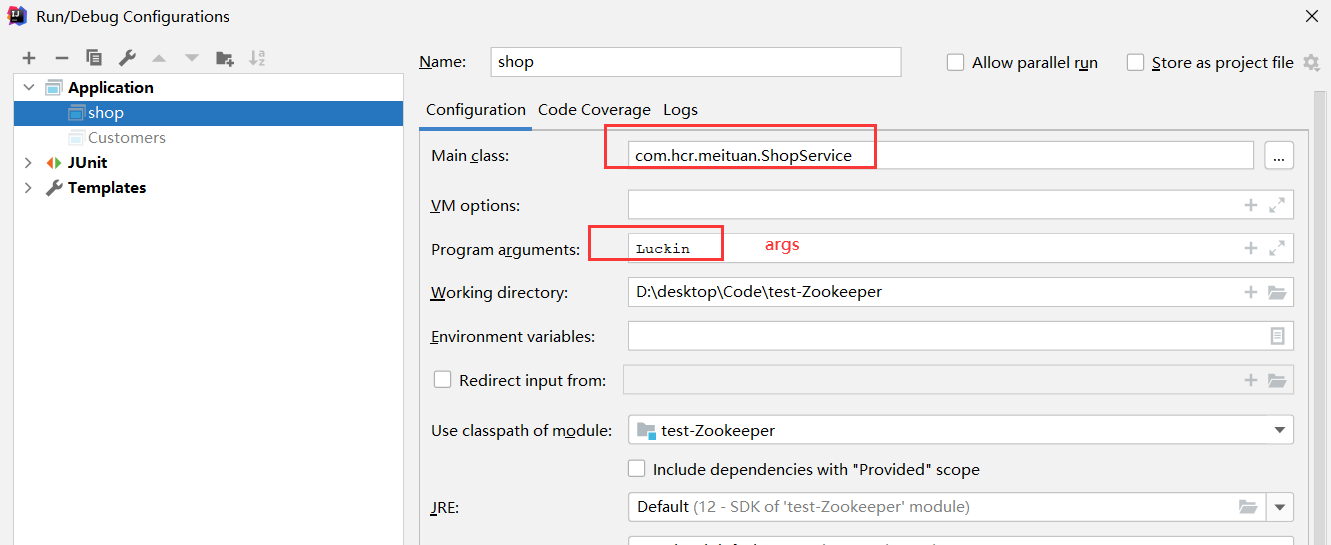 Run/Debug Configurations
Name: shop Allow parallel run Store as project file
Application
shop
Customers
JUnit
Templates
Configuration Code Coverage Logs
Main class: com.hcr.meituan.ShopService ...
VM options:
Program arguments: Luckin args
Working directory: D:\desktop\Code\test-Zookeeper
Environment variables:
Redirect input from:
Use classpath of module: test-Zookeeper
Include dependencies with "Provided" scope
JRE: Default (12 - SDK of 'test-Zookeeper' module)